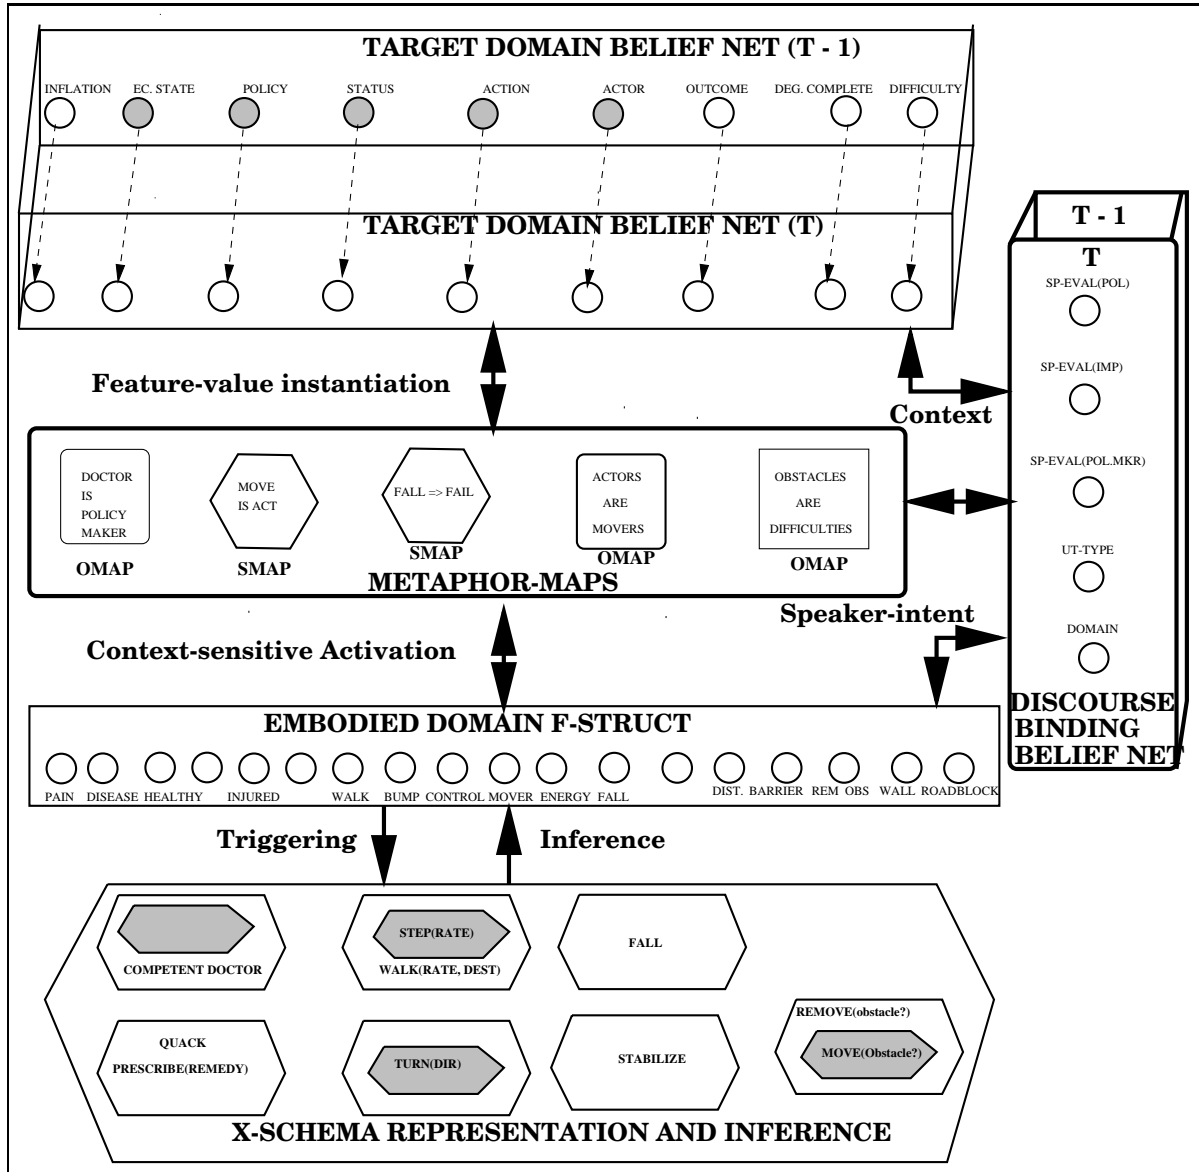 TARGET DOMAIN BELIEF NET (T - 1)
INFLATION EC. STATE POLICY STATUS ACTION ACTOR OUTCOME DEG. COMPLETE DIFFICULTY
TARGET DOMAIN BELIEF NET (T)
T - 1
T
SP-EVAL(POL)
SP-EVAL(IMP)
SP-EVAL(POL.MKR)
UT-TYPE
DOMAIN
DISCOURSE
BINDING
BELIEF NET
Feature-value instantiation
Context
DOCTOR
IS
POLICY
MAKER
OMAP
MOVE
IS ACT
SMAP
FALL => FAIL
SMAP
ACTORS
ARE
MOVERS
OMAP
OBSTACLES
ARE
DIFFICULTIES
OMAP
METAPHOR-MAPS
Speaker-intent
Context-sensitive Activation
EMBODIED DOMAIN F-STRUCT
PAIN DISEASE HEALTHY INJURED WALK BUMP CONTROL MOVER ENERGY FALL DIST. BARRIER REM OBS WALL ROADBLOCK
Triggering
Inference
COMPETENT DOCTOR
STEP(RATE)
WALK(RATE, DEST)
FALL
QUACK
PRESCRIBE(REMEDY)
TURN(DIR)
STABILIZE
REMOVE(obstacle?)
MOVE(Obstacle?)
X-SCHEMA REPRESENTATION AND INFERENCE